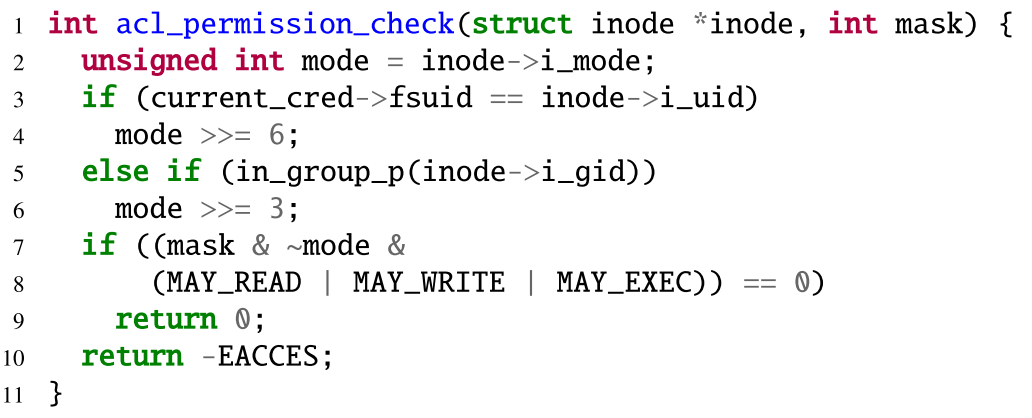 1 int acl_permission_check(struct inode *inode, int mask) {
2   unsigned int mode = inode->i_mode;
3   if (current_cred->fsuid == inode->i_uid)
4     mode >>= 6;
5   else if (in_group_p(inode->i_gid))
6     mode >>= 3;
7   if ((mask & ~mode &
8       (MAY_READ | MAY_WRITE | MAY_EXEC)) == 0)
9     return 0;
10   return -EACCES;
11 }